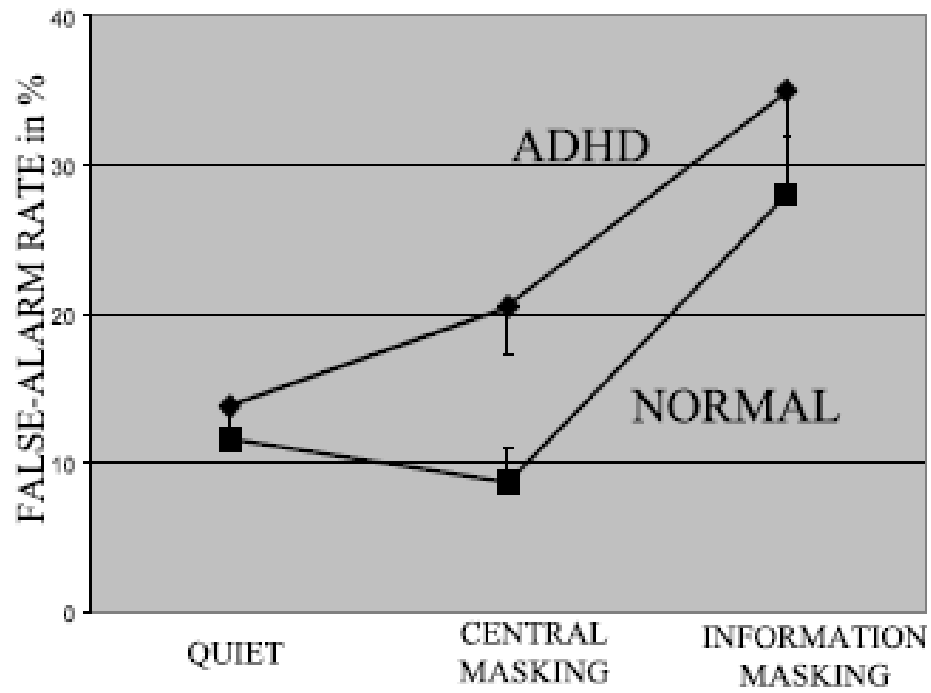 FALSE-ALARM RATE in %
40
30
20
10
0
ADHD
NORMAL
QUIET
CENTRAL
MASKING
INFORMATION
MASKING